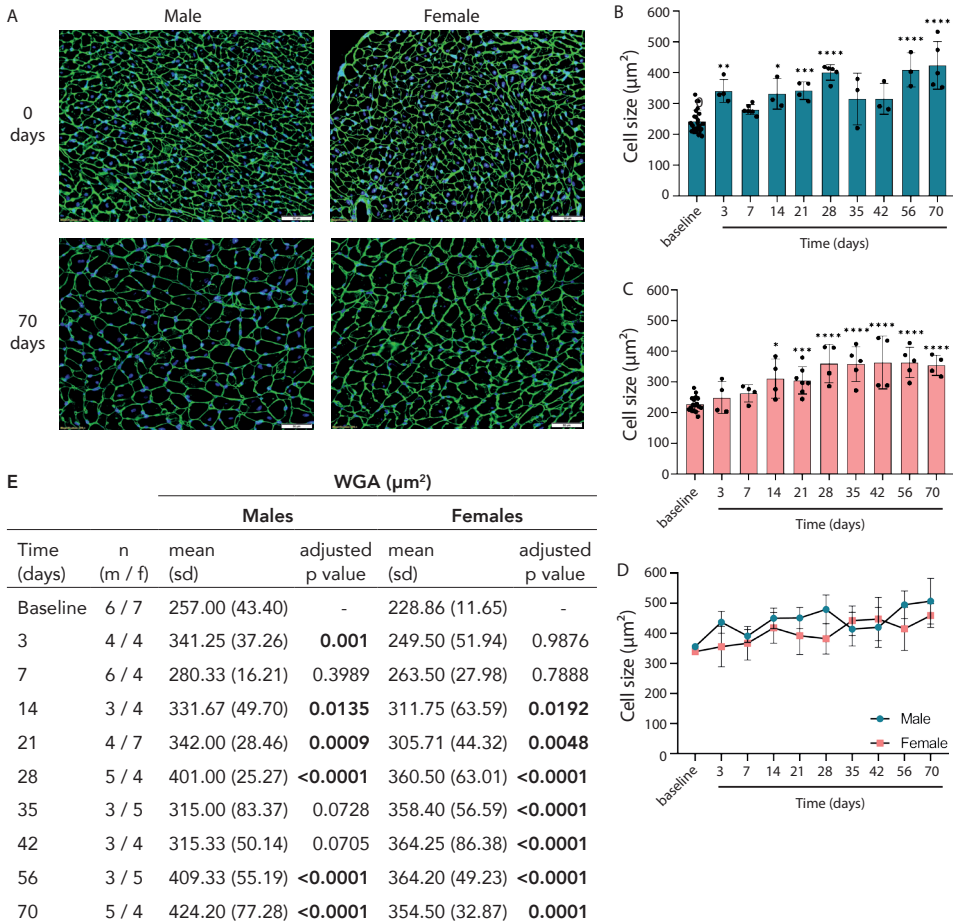 A
Male
Female
0
days
70
days
B
Cell size (µm²)
600
500
400
300
200
100
0
** * *** **** **** ****
baseline 3 7 14 21 28 35 42 56 70
Time (days)
C
Cell size (µm²)
600
500
400
300
200
100
0
* *** **** **** **** **** ****
baseline 3 7 14 21 28 35 42 56 70
Time (days)
D
Cell size (µm²)
600
500
400
300
200
100
0
Male
Female
baseline 3 7 14 21 28 35 42 56 70
Time (days)
E
WGA (µm²)
Males Females
Time n mean adjusted mean adjusted
(days) (m / f) (sd) p value (sd) p value
Baseline 6 / 7 257.00 (43.40) - 228.86 (11.65) -
3 4 / 4 341.25 (37.26) 0.001 249.50 (51.94) 0.9876
7 6 / 4 280.33 (16.21) 0.3989 263.50 (27.98) 0.7888
14 3 / 4 331.67 (49.70) 0.0135 311.75 (63.59) 0.0192
21 4 / 7 342.00 (28.46) 0.0009 305.71 (44.32) 0.0048
28 5 / 4 401.00 (25.27) <0.0001 360.50 (63.01) <0.0001
35 3 / 5 315.00 (83.37) 0.0728 358.40 (56.59) <0.0001
42 3 / 4 315.33 (50.14) 0.0705 364.25 (86.38) <0.0001
56 3 / 5 409.33 (55.19) <0.0001 364.20 (49.23) <0.0001
70 5 / 4 424.20 (77.28) <0.0001 354.50 (32.87) 0.0001